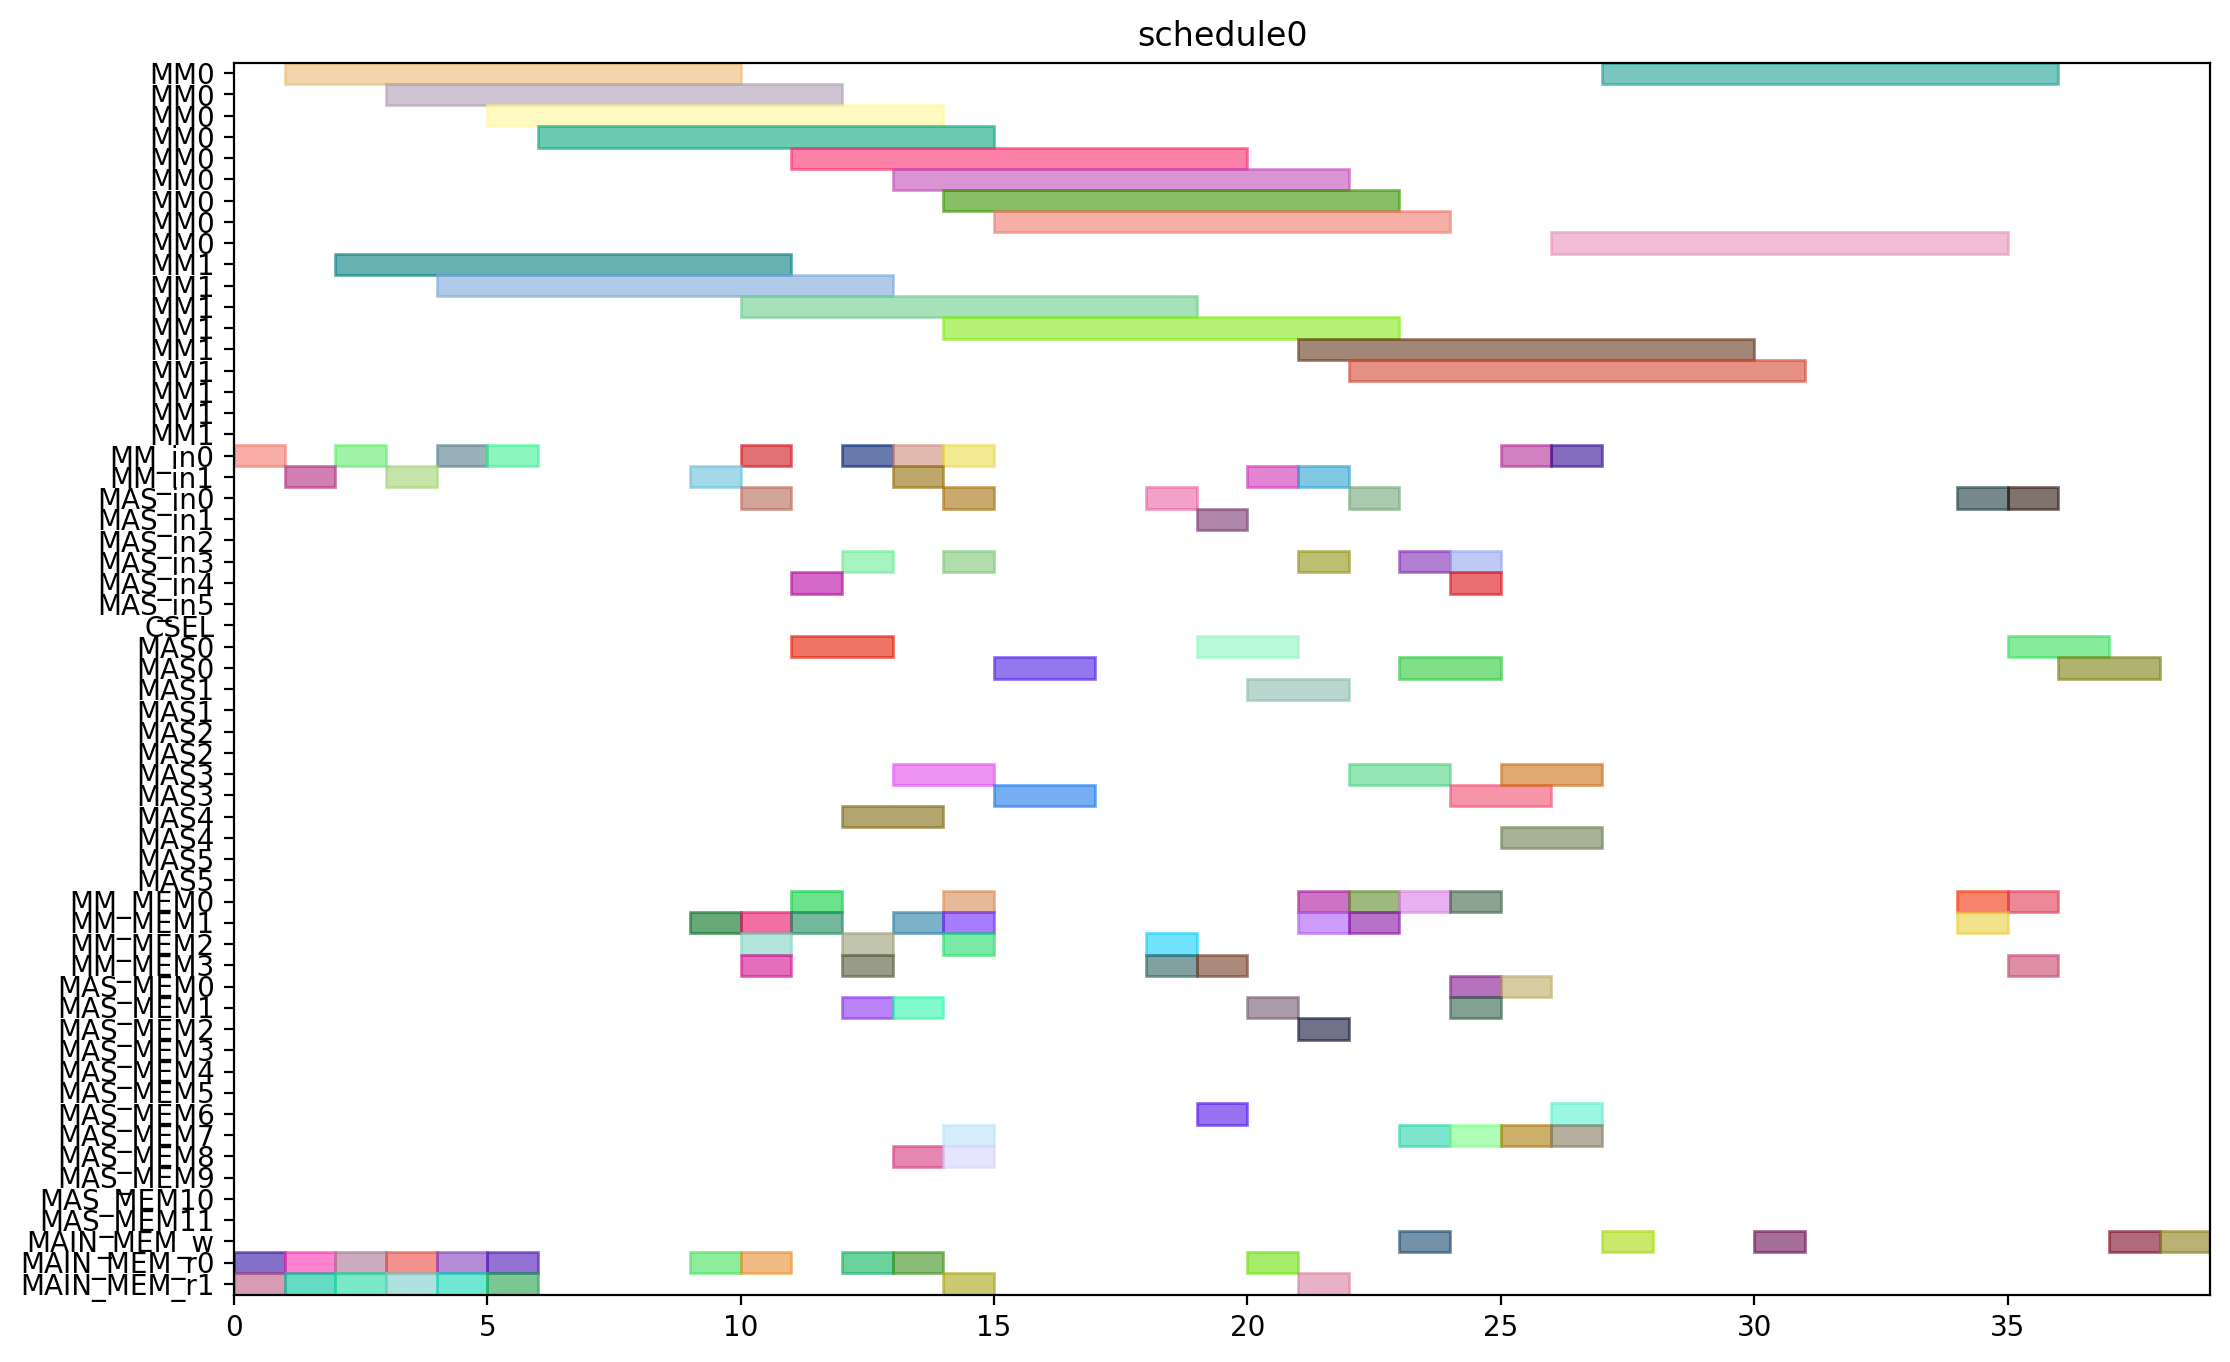 schedule0
MM0
MM0
MM0
MM0
MM0
MM0
MM0
MM0
MM0
MM1
MM1
MM1
MM1
MM1
MM1
MM1
MM1
MM1
MM_in0
MM_in1
MAS_in0
MAS_in1
MAS_in2
MAS_in3
MAS_in4
MAS_in5
CSEL
MAS0
MAS0
MAS1
MAS1
MAS2
MAS2
MAS3
MAS3
MAS4
MAS4
MAS5
MAS5
MM_MEM0
MM_MEM1
MM_MEM2
MM_MEM3
MAS_MEM0
MAS_MEM1
MAS_MEM2
MAS_MEM3
MAS_MEM4
MAS_MEM5
MAS_MEM6
MAS_MEM7
MAS_MEM8
MAS_MEM9
MAS_MEM10
MAS_MEM11
MAIN_MEM_w
MAIN_MEM_r0
MAIN_MEM_r1
0 5 10 15 20 25 30 35